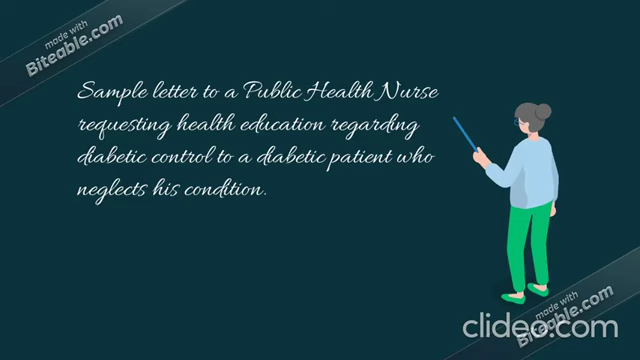 made with
Biteable.com
Sample letter to a Public Health Nurse
requesting health education regarding
diabetic control to a diabetic patient who
neglects his condition.
made with
Biteable.com
clideo.com